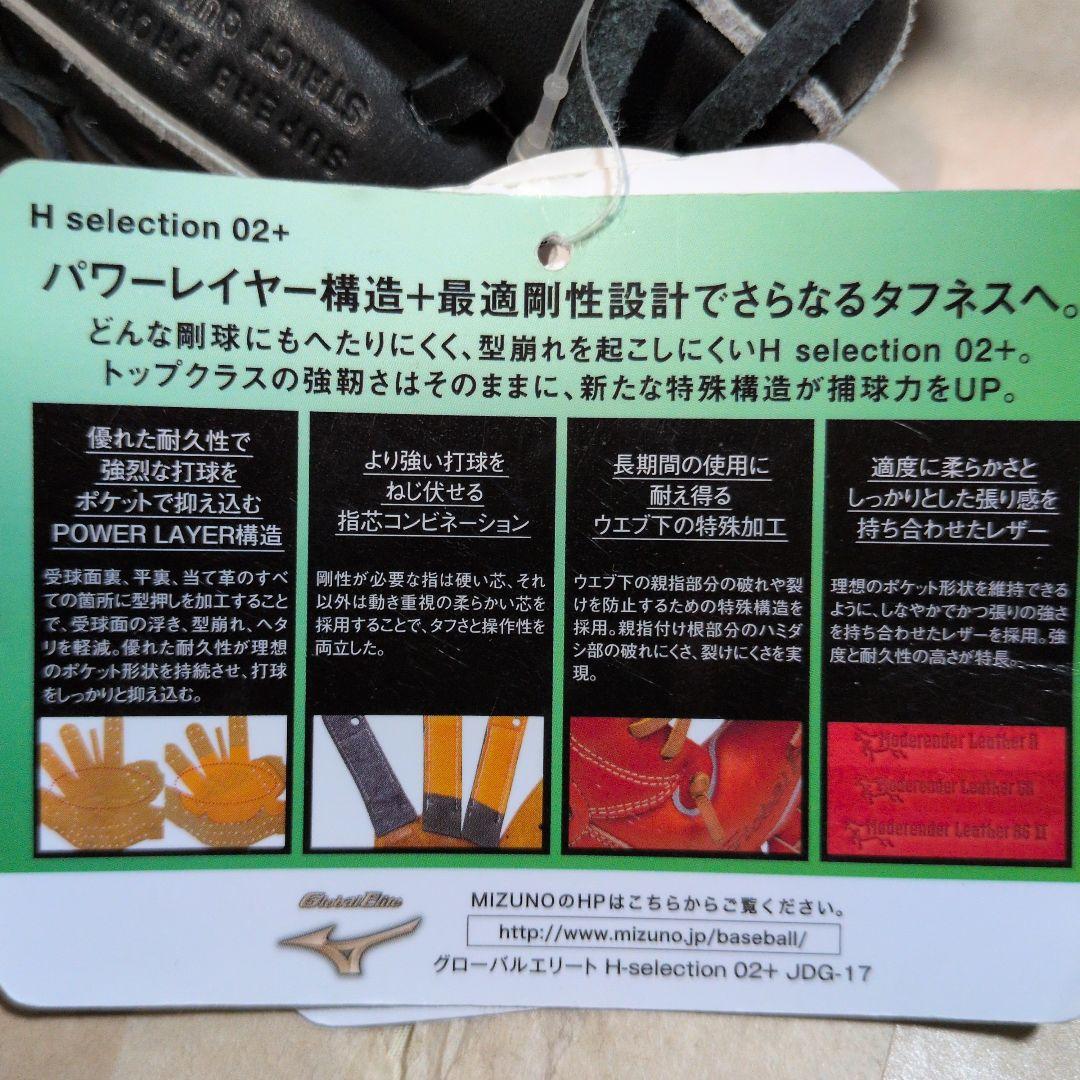 SUPERB PRODU
STRICT CU
H selection 02+
パワーレイヤー構造+最適剛性設計でさらなるタフネスへ。
どんな剛球にもへたりにくく、型崩れを起こしにくいH selection 02+。
トップクラスの強靭さはそのままに、新たな特殊構造が捕球力をUP。
優れた耐久性で
強烈な打球を
ポケットで抑え込む
POWER LAYER構造
受球面裏、平裏、当て革のすべ
ての箇所に型押しを加工すること
で、受球面の浮き、型崩れ、ヘタ
リを軽減。優れた耐久性が理想
のポケット形状を持続させ、打球
をしっかりと抑え込む。
より強い打球を
ねじ伏せる
指芯コンビネーション
剛性が必要な指は硬い芯、それ
以外は動き重視の柔らかい芯を
採用することで、タフさと操作性を
両立した。
長期間の使用に
耐え得る
ウエブ下の特殊加工
ウエブ下の親指部分の破れや裂
けを防止するための特殊構造を
採用。親指付け根部分のハミダ
シ部の破れにくさ、裂けにくさを実
現。
適度に柔らかさと
しっかりとした張り感を
持ち合わせたレザー
理想のポケット形状を維持できる
ように、しなやかでかつ張りの強さ
を持ち合わせたレザーを採用。強
度と耐久性の高さが特長。
Moderender Leather R
Moderender Leather GR
Moderender Leather BG II
Global Elite
MIZUNOのHPはこちらからご覧ください。
http://www.mizuno.jp/baseball/
グローバルエリート H-selection 02+ JDG-17